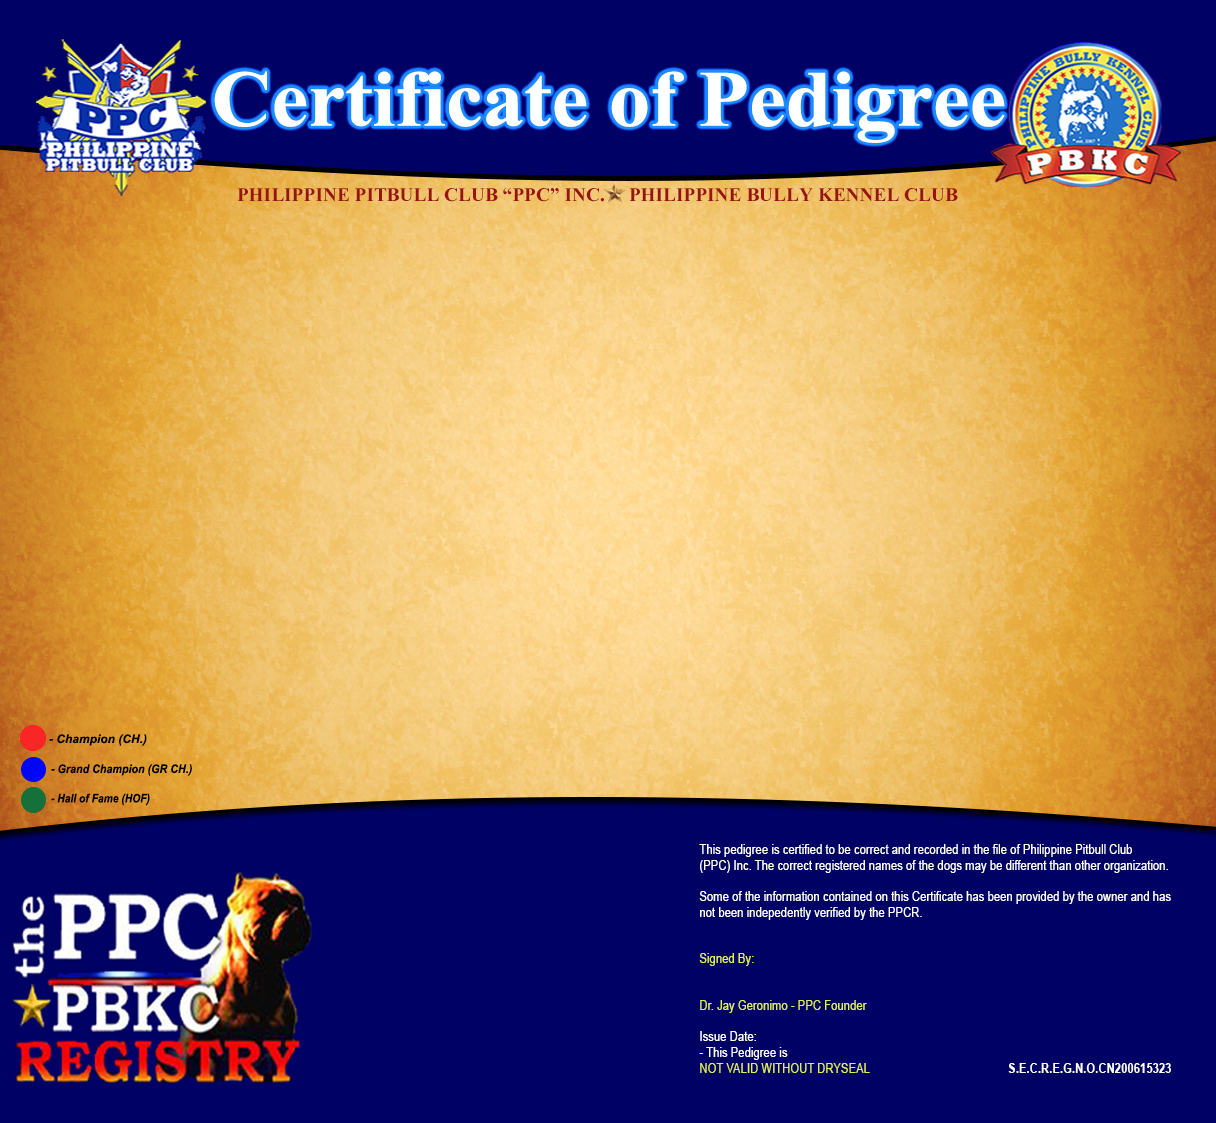 Certificate of Pedigree
PPC
PHILIPPINE
PITBULL CLUB
PHILIPPINE BULLY KENNEL CLUB
PBKC
PHILIPPINE PITBULL CLUB “PPC” INC. PHILIPPINE BULLY KENNEL CLUB
- Champion (CH.)
- Grand Champion (GR CH.)
- Hall of Fame (HOF)
the PPC
PBKC
REGISTRY
This pedigree is certified to be correct and recorded in the file of Philippine Pitbull Club
(PPC) Inc. The correct registered names of the dogs may be different than other organization.
Some of the information contained on this Certificate has been provided by the owner and has
not been indepedently verified by the PPCR.
Signed By:
Dr. Jay Geronimo - PPC Founder
Issue Date:
- This Pedigree is
NOT VALID WITHOUT DRYSEAL
S.E.C.R.E.G.N.O.CN200615323